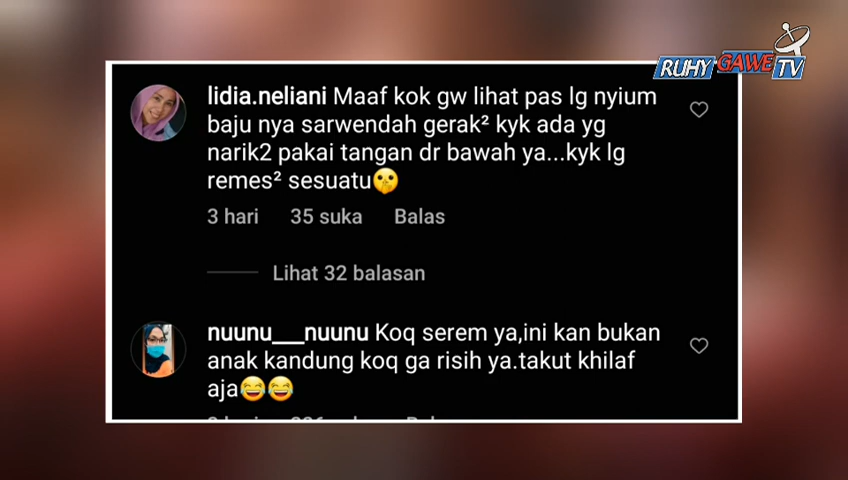 RUHY GAWE TV
lidia.neliani Maaf kok gw lihat pas lg nyium
baju nya sarwendah gerak² kyk ada yg
narik2 pakai tangan dr bawah ya...kyk lg
remes² sesuatu🤫
3 hari 35 suka Balas
Lihat 32 balasan
nuunu___nuunu Koq serem ya,ini kan bukan
anak kandung koq ga risih ya.takut khilaf
aja😂😂